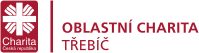 Charita
Česká republika
OBLASTNÍ CHARITA
TŘEBÍČ